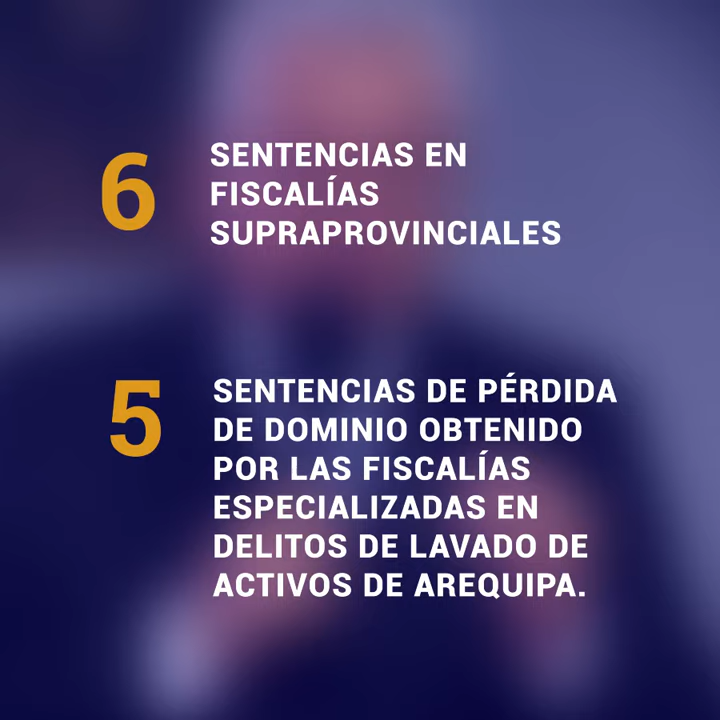 6
SENTENCIAS EN
FISCALÍAS
SUPRAPROVINCIALES
5
SENTENCIAS DE PÉRDIDA
DE DOMINIO OBTENIDO
POR LAS FISCALÍAS
ESPECIALIZADAS EN
DELITOS DE LAVADO DE
ACTIVOS DE AREQUIPA.